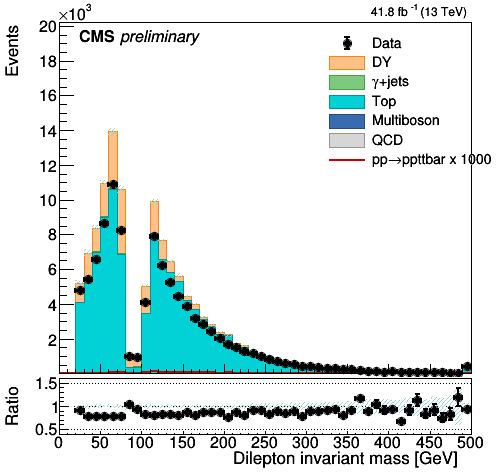 20 ×10³
41.8 fb⁻¹ (13 TeV)
Events
CMS preliminary
Data
DY
γ+jets
Top
Multiboson
QCD
pp→ppttbar x 1000
18
16
14
12
10
8
6
4
2
Ratio
1.5
1
0.5
0 50 100 150 200 250 300 350 400 450 500
Dilepton invariant mass [GeV]